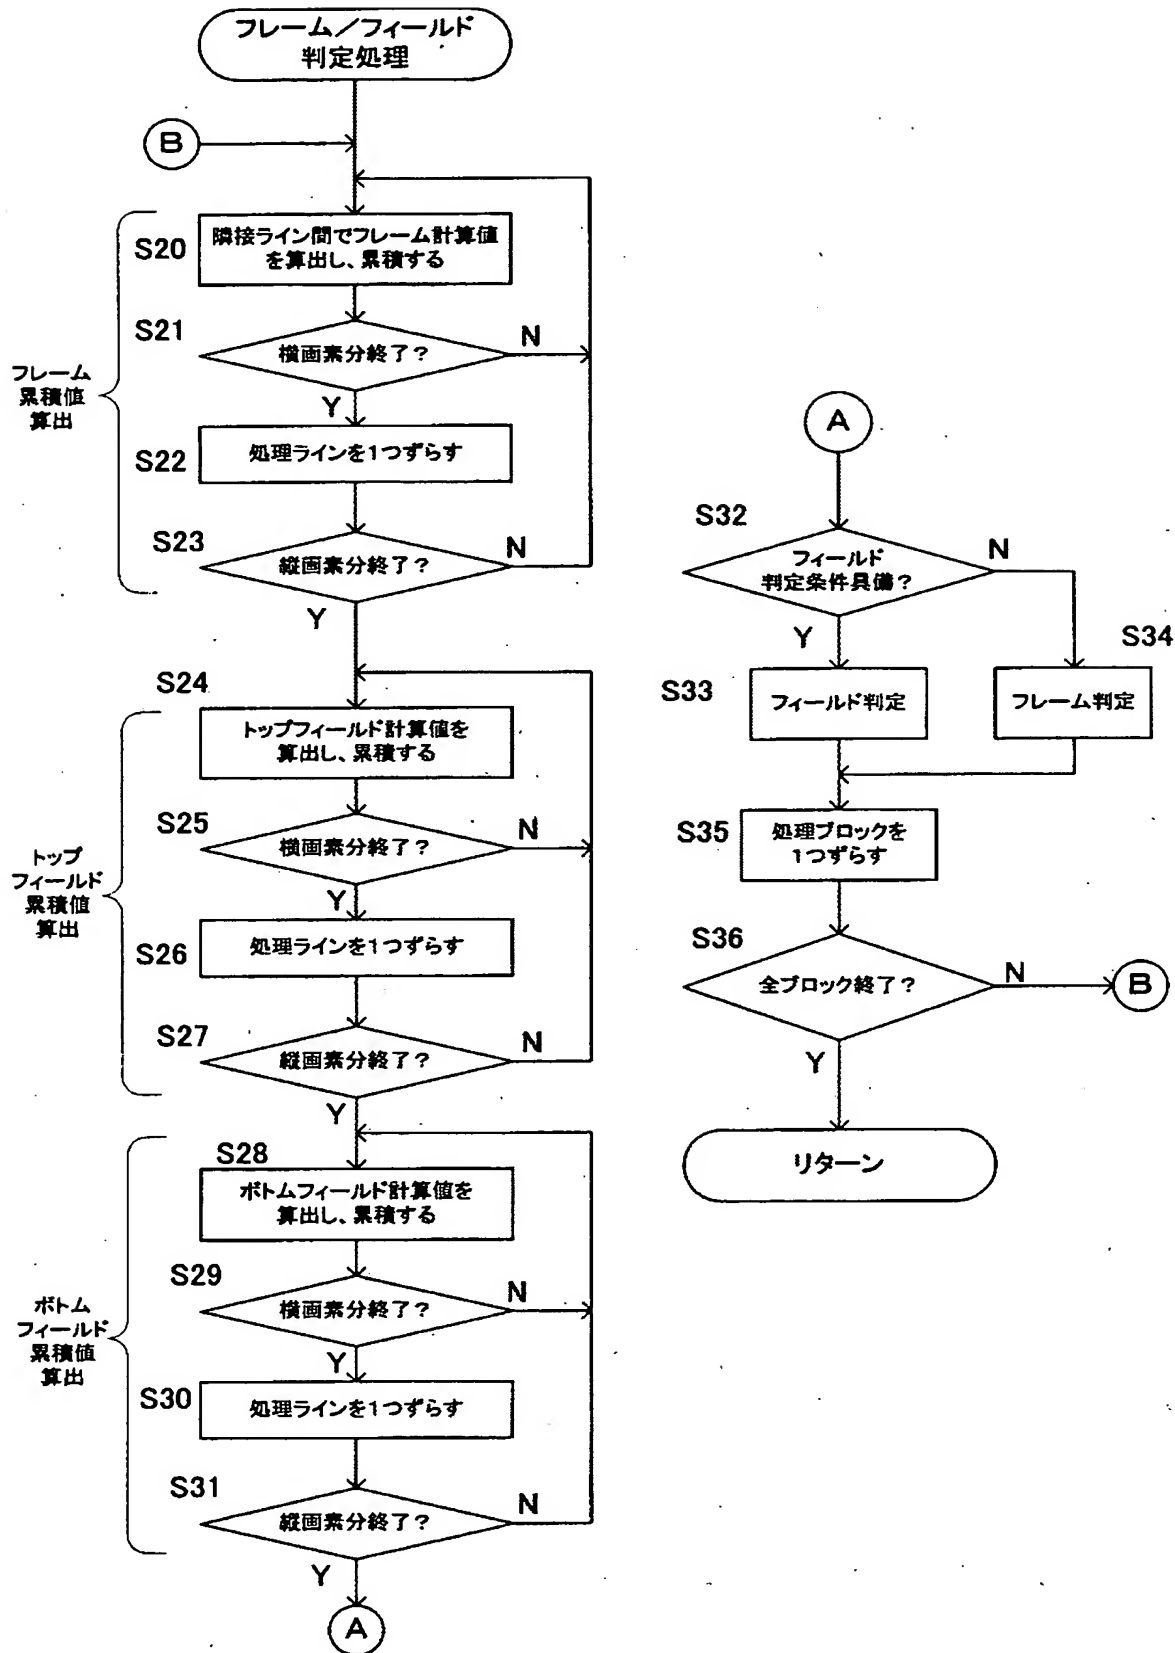 フレーム／フィールド
判定処理
B
フレーム
累積値
算出
S20
隣接ライン間でフレーム計算値
を算出し、累積する
S21
横画素分終了？
N
Y
S22
処理ラインを1つずらす
S23
縦画素分終了？
N
Y
トップ
フィールド
累積値
算出
S24
トップフィールド計算値を
算出し、累積する
S25
横画素分終了？
N
Y
S26
処理ラインを1つずらす
S27
縦画素分終了？
N
Y
ボトム
フィールド
累積値
算出
S28
ボトムフィールド計算値を
算出し、累積する
S29
横画素分終了？
N
Y
S30
処理ラインを1つずらす
S31
縦画素分終了？
N
Y
A
A
S32
フィールド
判定条件具備？
N
Y
S33
フィールド判定
S34
フレーム判定
S35
処理ブロックを
1つずらす
S36
全ブロック終了？
N
B
Y
リターン